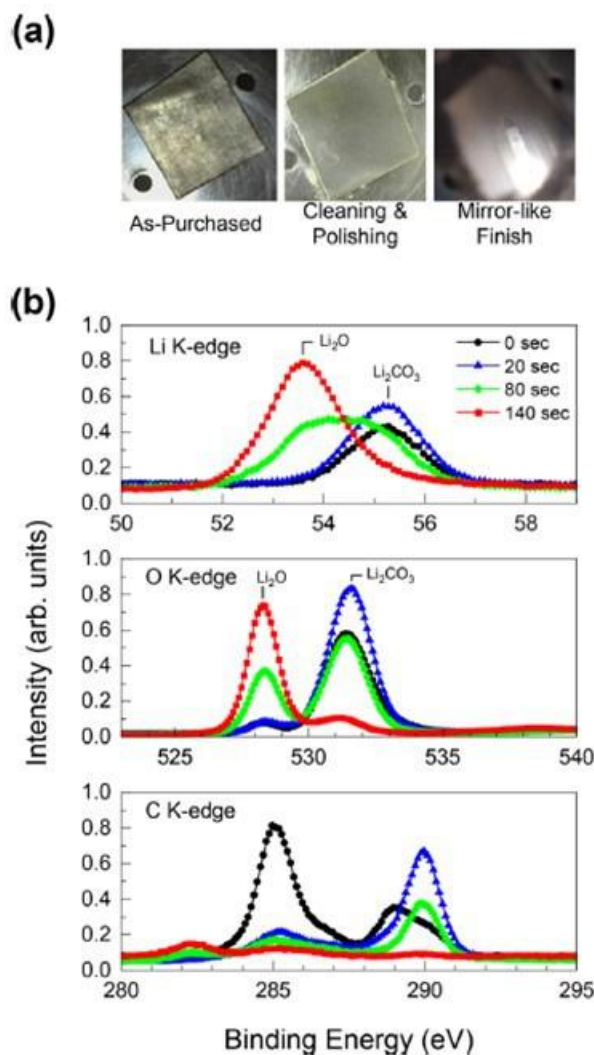 (a)
As-Purchased
Cleaning &
Polishing
Mirror-like
Finish
(b)
Intensity (arb. units)
1.0
0.8
0.6
0.4
0.2
0.0
Li K-edge
Li₂O
Li₂CO₃
0 sec
20 sec
80 sec
140 sec
50 52 54 56 58
1.0
0.8
0.6
0.4
0.2
0.0
O K-edge
Li₂O
Li₂CO₃
525 530 535 540
1.0
0.8
0.6
0.4
0.2
0.0
C K-edge
280 285 290 295
Binding Energy (eV)